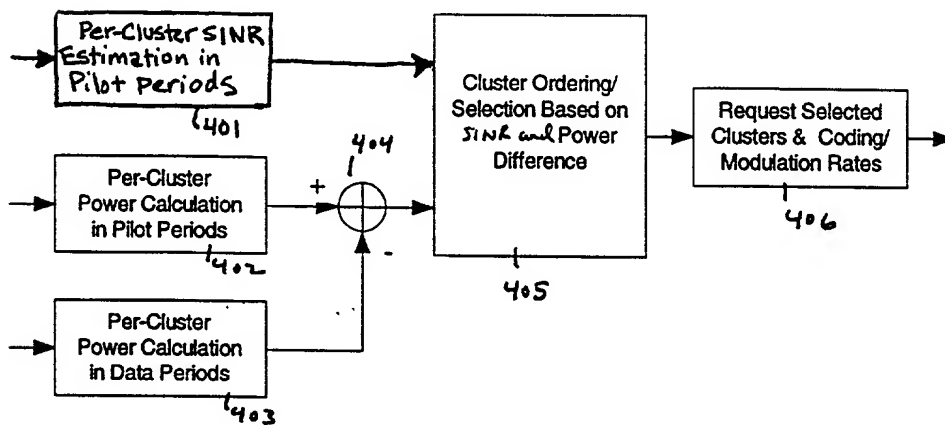 Per-Cluster SINR
Estimation in
Pilot Periods
401
Per-Cluster
Power Calculation
in Pilot Periods
402
Per-Cluster
Power Calculation
in Data Periods
403
404
+
-
Cluster Ordering/
Selection Based on
SINR and Power
Difference
405
Request Selected
Clusters & Coding/
Modulation Rates
406